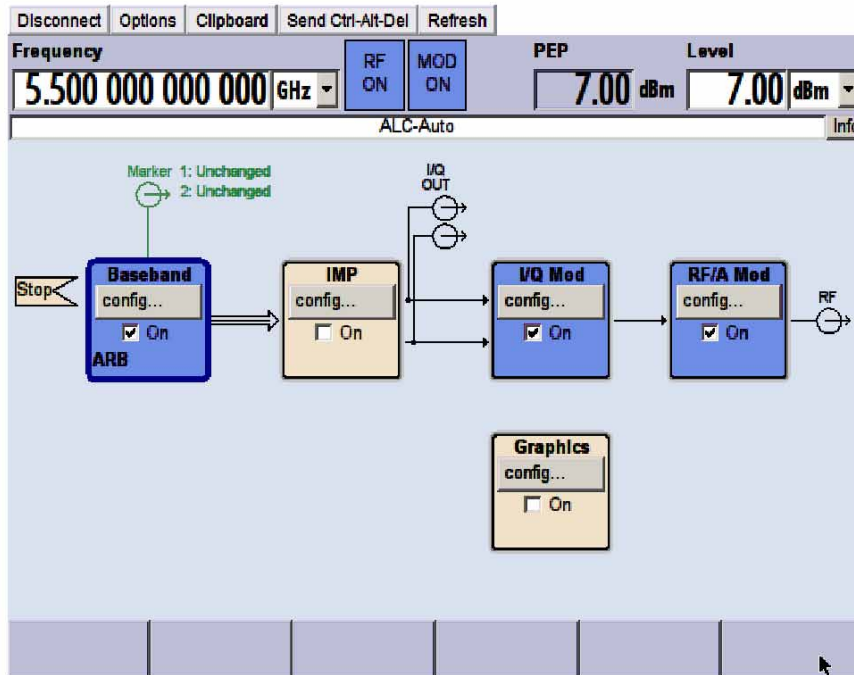 Disconnect Options Clipboard Send Ctrl-Alt-Del Refresh
Frequency PEP Level
5.500 000 000 000 GHz RF ON MOD ON 7.00 dBm 7.00 dBm
ALC-Auto Info
Marker 1: Unchanged
2: Unchanged
I/Q
OUT
Stop
Baseband IMP I/Q Mod RF/A Mod
config... config... config... config... RF
On On On On
ARB
Graphics
config...
On